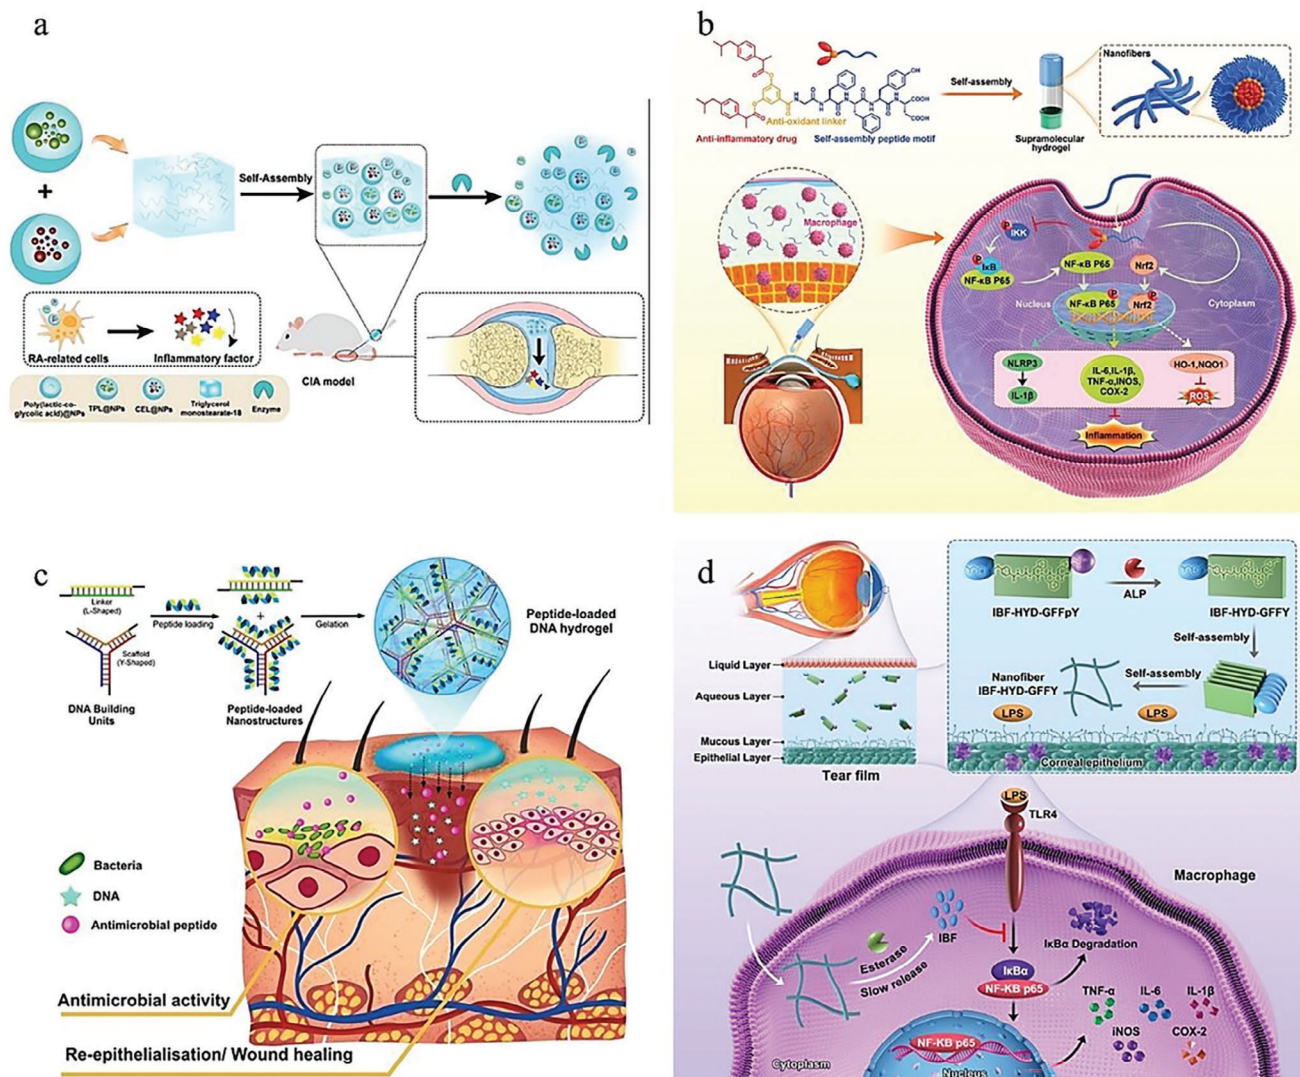 a
Self-Assembly
RA-related cells
Inflammatory factor
CIA model
Poly(lactic-co-
glycolic acid)@NPs
TPL@NPs
CEL@NPs
Triglycerol
monostearate-18
Enzyme
b
Anti-oxidant linker
Anti-inflammatory drug
Self-assembly peptide motif
Self-assembly
Supramolecular
hydrogel
Nanofibers
Macrophage
P
IKK
P
IκB
NF-κB P65
NF-κB P65
Nrf2
Nucleus
NF-κB P65
P
Nrf2
P
Cytoplasm
NLRP3
IL-1β
IL-6,IL-1β,
TNF-α,iNOS,
COX-2
HO-1,NQO1
ROS
Inflammation
c
Linker
(L-Shaped)
Scaffold
(Y-Shaped)
DNA Building
Units
Peptide loading
+
Peptide-loaded
Nanostructures
Gelation
Peptide-loaded
DNA hydrogel
Bacteria
DNA
Antimicrobial peptide
Antimicrobial activity
Re-epithelialisation/ Wound healing
d
Liquid Layer
Aqueous Layer
Mucous Layer
Epithelial Layer
Tear film
IBF-HYD-GFFpY
ALP
IBF-HYD-GFFY
Self-assembly
Self-assembly
Nanofiber
IBF-HYD-GFFY
LPS
LPS
Corneal epithelium
LPS
TLR4
Macrophage
Esterase
Slow release
IBF
IκBα Degradation
IκBα
NF-KB p65
TNF-α
IL-6
IL-1β
iNOS
COX-2
NF-KB p65
Cytoplasm
Nucleus